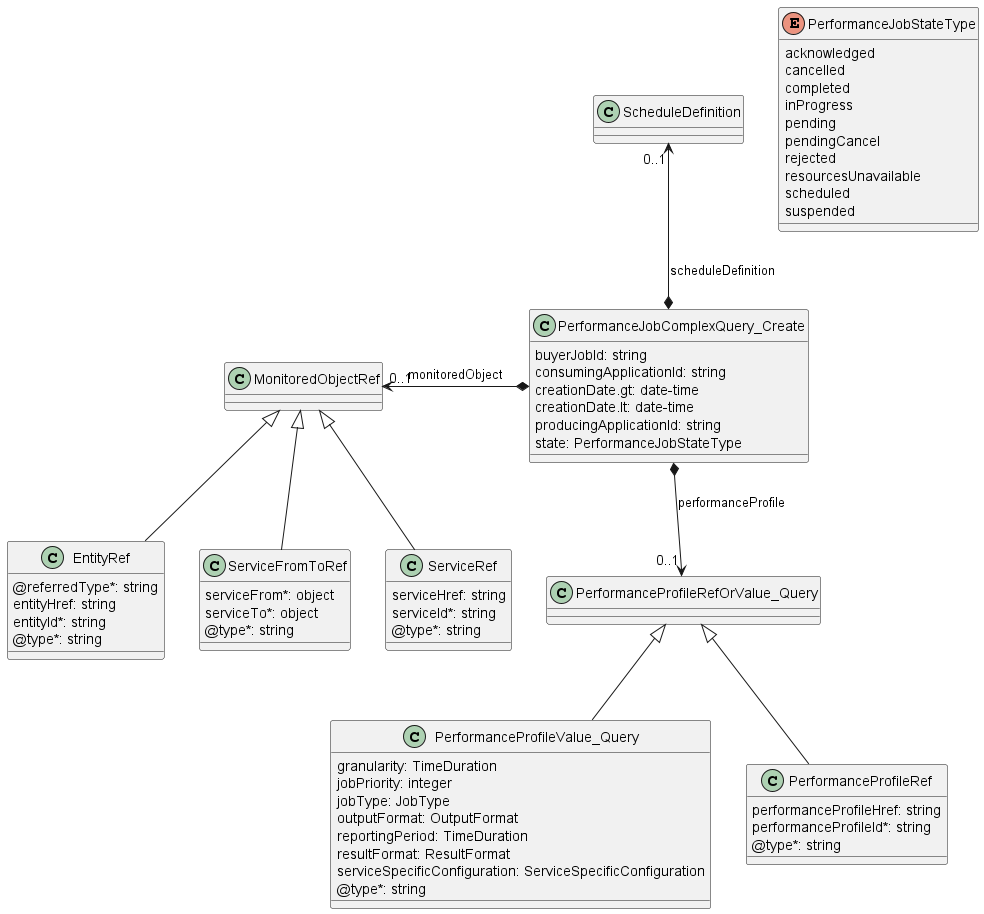 E PerformanceJobStateType
acknowledged
cancelled
completed
inProgress
pending
pendingCancel
rejected
resourcesUnavailable
scheduled
suspended
C ScheduleDefinition
0..1
scheduleDefinition
C PerformanceJobComplexQuery_Create
buyerJobId: string
consumingApplicationId: string
creationDate.gt: date-time
creationDate.lt: date-time
producingApplicationId: string
state: PerformanceJobStateType
C MonitoredObjectRef
0..1
monitoredObject
performanceProfile
0..1
C EntityRef
@referredType*: string
entityHref: string
entityId*: string
@type*: string
C ServiceFromToRef
serviceFrom*: object
serviceTo*: object
@type*: string
C ServiceRef
serviceHref: string
serviceId*: string
@type*: string
C PerformanceProfileRefOrValue_Query
C PerformanceProfileValue_Query
granularity: TimeDuration
jobPriority: integer
jobType: JobType
outputFormat: OutputFormat
reportingPeriod: TimeDuration
resultFormat: ResultFormat
serviceSpecificConfiguration: ServiceSpecificConfiguration
@type*: string
C PerformanceProfileRef
performanceProfileHref: string
performanceProfileId*: string
@type*: string